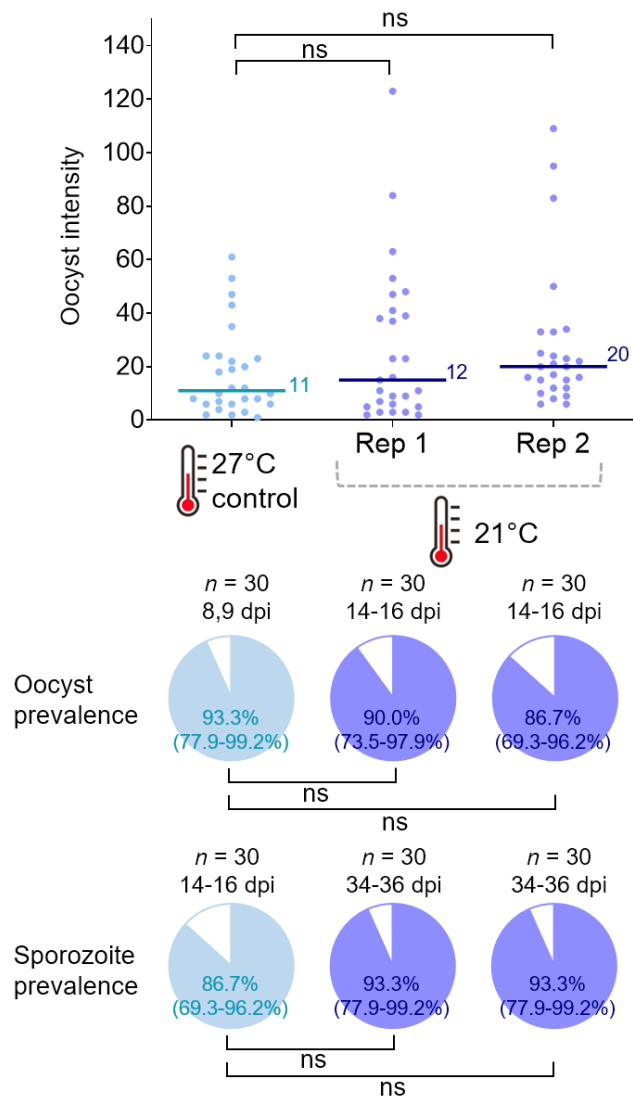 ns
ns
140
120
100
80
60
40
20
0
Oocyst intensity
11
12
20
Rep 1
Rep 2
27°C
control
21°C
n = 30
8,9 dpi
n = 30
14-16 dpi
n = 30
14-16 dpi
Oocyst
prevalence
93.3%
(77.9-99.2%)
90.0%
(73.5-97.9%)
86.7%
(69.3-96.2%)
ns
ns
n = 30
14-16 dpi
n = 30
34-36 dpi
n = 30
34-36 dpi
Sporozoite
prevalence
86.7%
(69.3-96.2%)
93.3%
(77.9-99.2%)
93.3%
(77.9-99.2%)
ns
ns